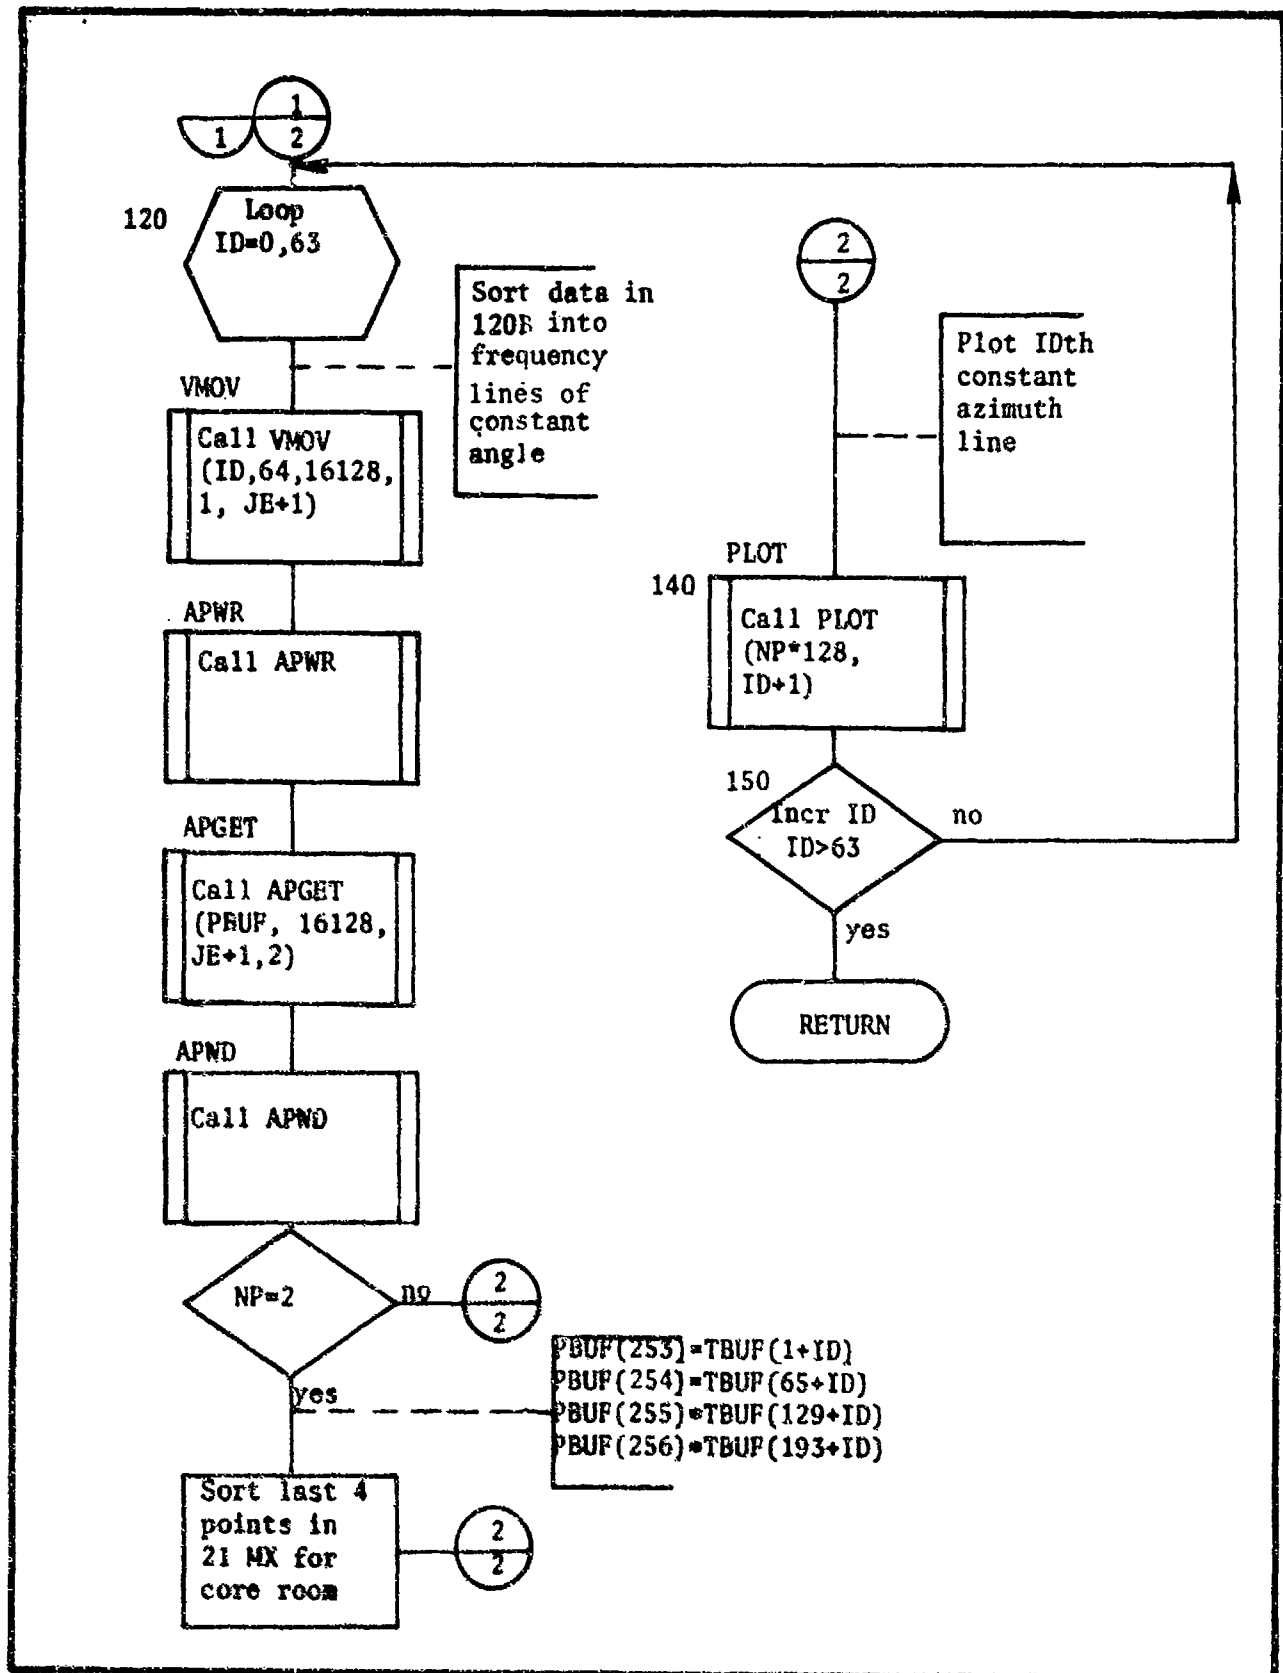 1
1
2
120
Loop
ID=0,63
Sort data in
120B into
frequency
lines of
constant
angle
VMOV
Call VMOV
(ID,64,16128,
1, JE+1)
APWR
Call APWR
APGET
Call APGET
(PBUF, 16128,
JE+1,2)
APWD
Call APWD
NP=2
no
2
2
yes
PBUF(253)=TBUF(1+ID)
PBUF(254)=TBUF(65+ID)
PBUF(255)=TBUF(129+ID)
PBUF(256)=TBUF(193+ID)
Sort last 4
points in
21 MX for
core room
2
2
2
2
Plot IDth
constant
azimuth
line
PLOT
140
Call PLOT
(NP*128,
ID+1)
150
Incr ID
ID>63
no
yes
RETURN